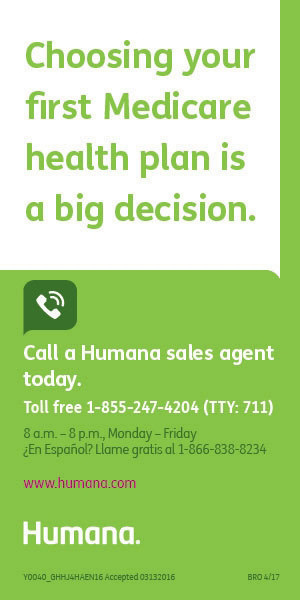 Choosing your
first Medicare
health plan is
a big decision.
Call a Humana sales agent
today.
Toll free 1-855-247-4204 (TTY: 711)
8 a.m. – 8 p.m., Monday – Friday
¿En Español? Llame gratis al 1-866-838-8234
www.humana.com
Humana.
Y0040_GHHJ4HAEN16 Accepted 03132016 BRO 4/17